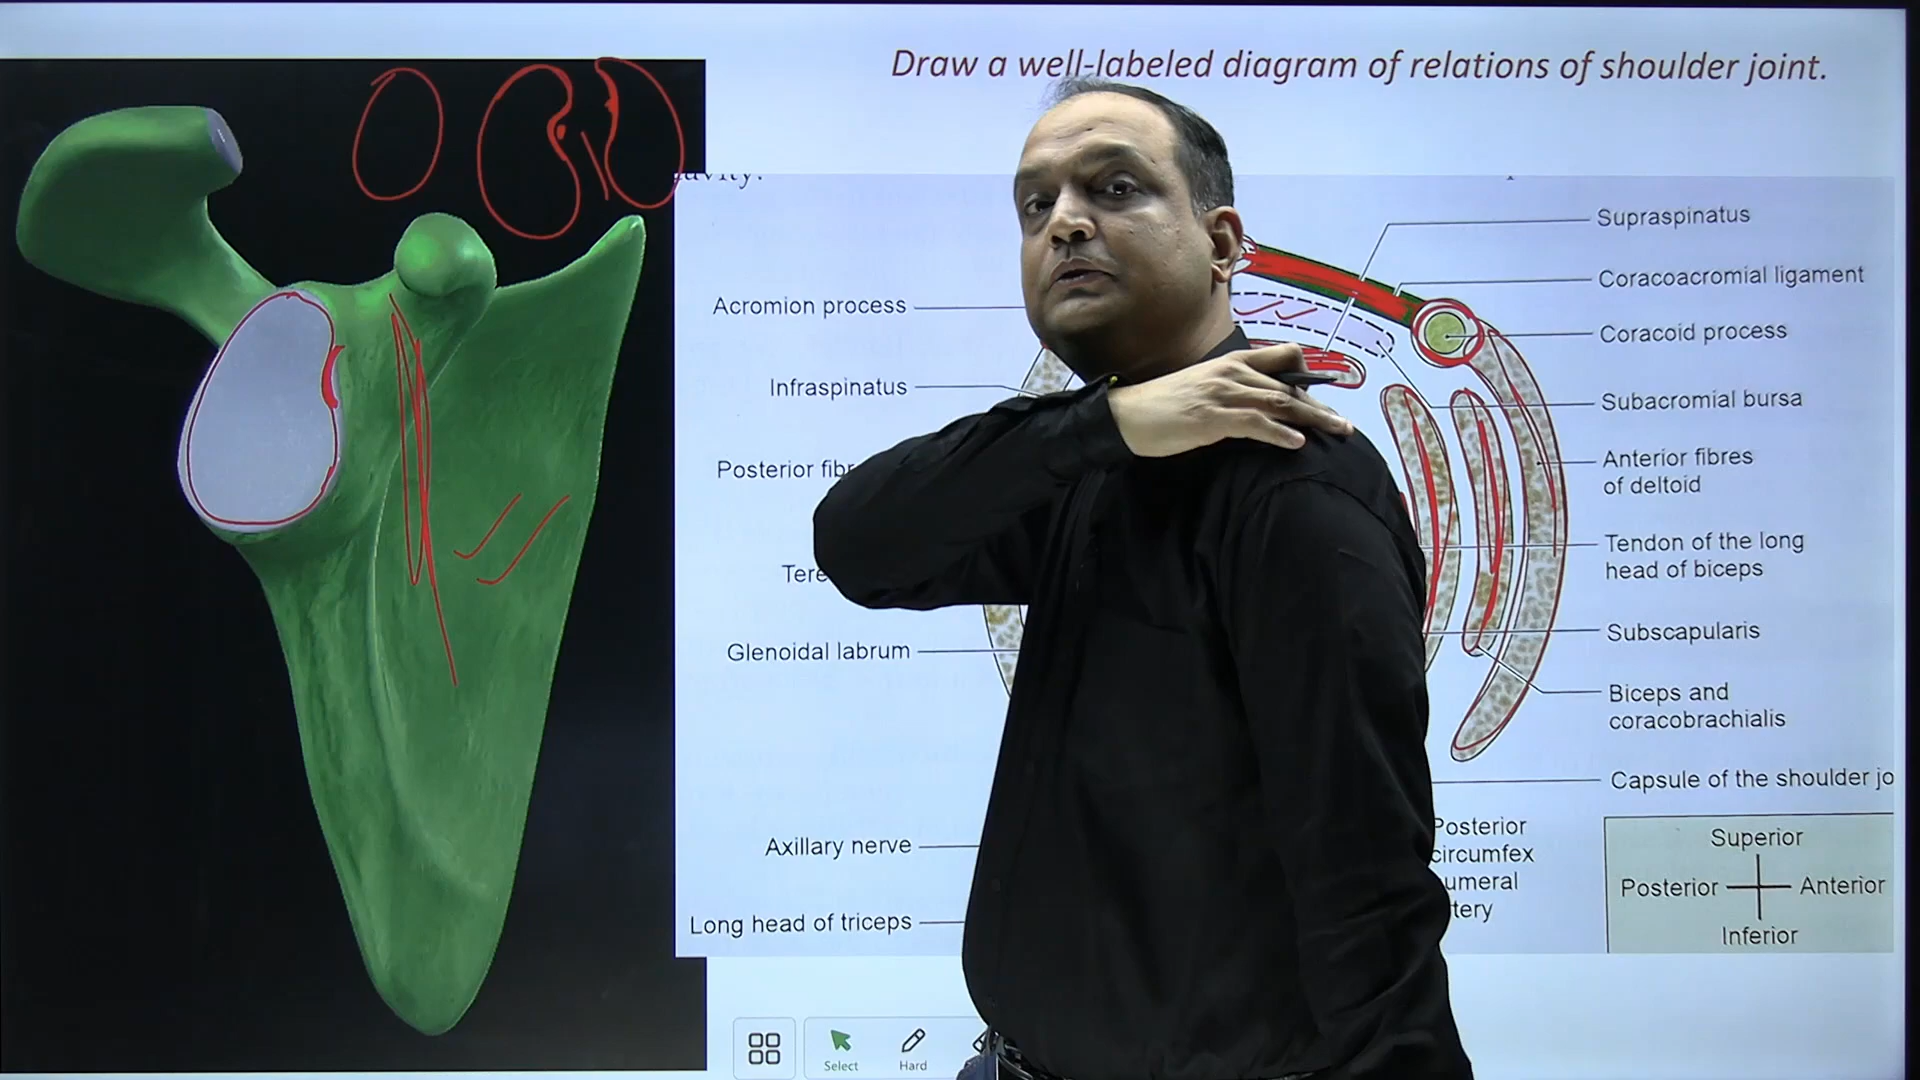 Draw a well-labeled diagram of relations of shoulder joint.
Supraspinatus
Coracoacromial ligament
Acromion process
Coracoid process
Infraspinatus
Subacromial bursa
Posterior fibr
Anterior fibres
of deltoid
Tendon of the long
head of biceps
Tere
Subscapularis
Glenoidal labrum
Biceps and
coracobrachialis
Capsule of the shoulder jo
Axillary nerve
Posterior
circumfex
umeral
tery
Long head of triceps
Superior
Posterior
Anterior
Inferior
Select
Hard